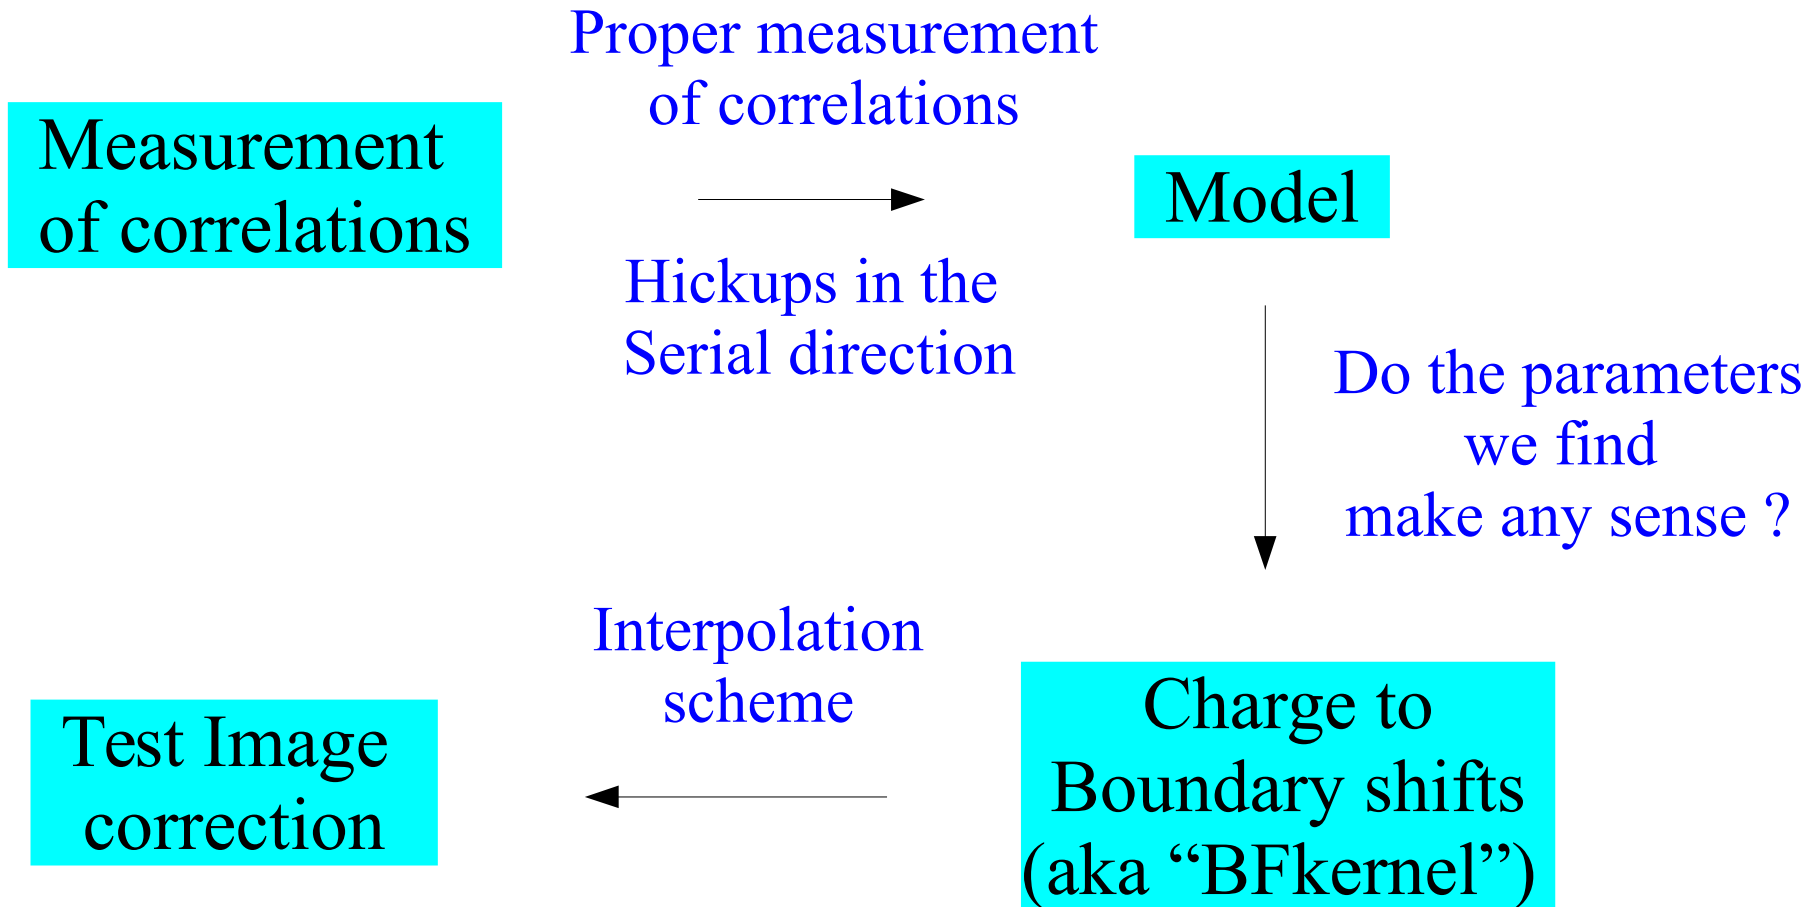 Proper measurement
of correlations
Measurement
of correlations
Model
Hickups in the
Serial direction
Do the parameters
we find
make any sense ?
Interpolation
scheme
Charge to
Boundary shifts
(aka “BFkernel”)
Test Image
correction